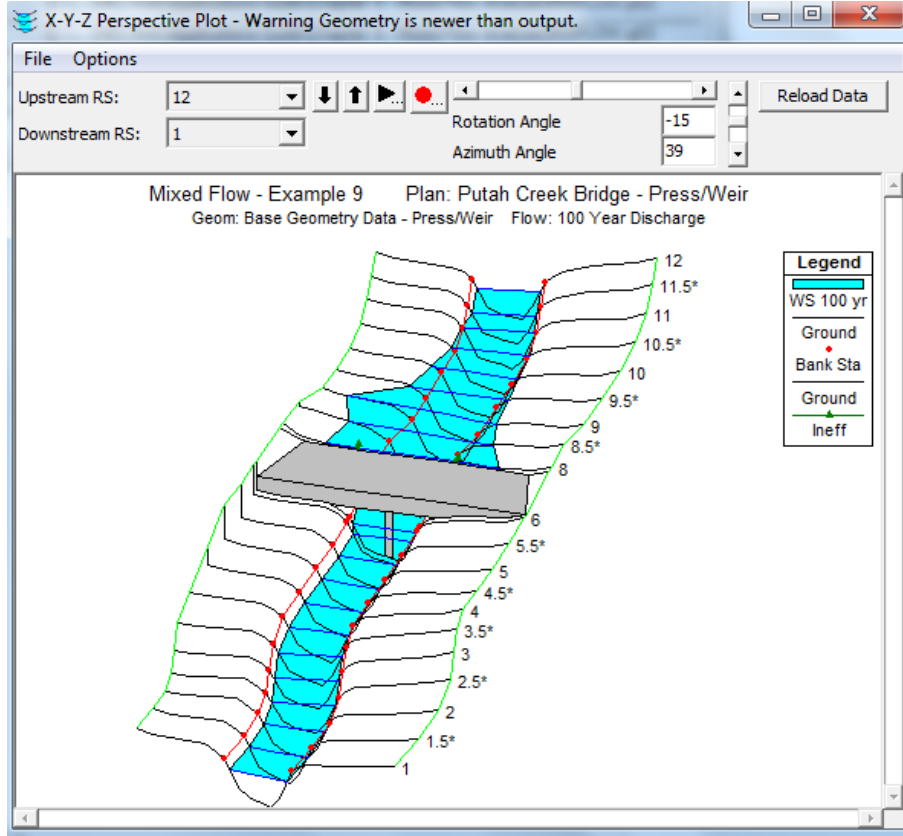 X-Y-Z Perspective Plot - Warning Geometry is newer than output.
File Options
Upstream RS: 12
Reload Data
Downstream RS: 1
Rotation Angle -15
Azimuth Angle 39
Mixed Flow - Example 9 Plan: Putah Creek Bridge - Press/Weir
Geom: Base Geometry Data - Press/Weir Flow: 100 Year Discharge
Legend
WS 100 yr
Ground
Bank Sta
Ground
Ineff
12
11.5*
11
10.5*
10
9.5*
9
8.5*
8
6
5.5*
5
4.5*
4
3.5*
3
2.5*
2
1.5*
1